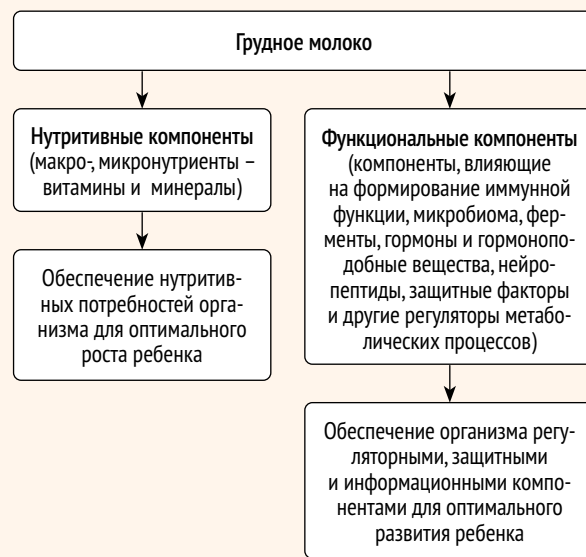 Грудное молоко
Нутритивные компоненты
(макро-, микронутриенты –
витамины и минералы)
Обеспечение нутритив-
ных потребностей орга-
низма для оптимального
роста ребенка
Функциональные компоненты
(компоненты, влияющие
на формирование иммунной
функции, микробиома, фер-
менты, гормоны и гормонопо-
добные вещества, нейро-
пептиды, защитные факторы
и другие регуляторы метабо-
лических процессов)
Обеспечение организма регу-
ляторными, защитными
и информационными компо-
нентами для оптимального
развития ребенка